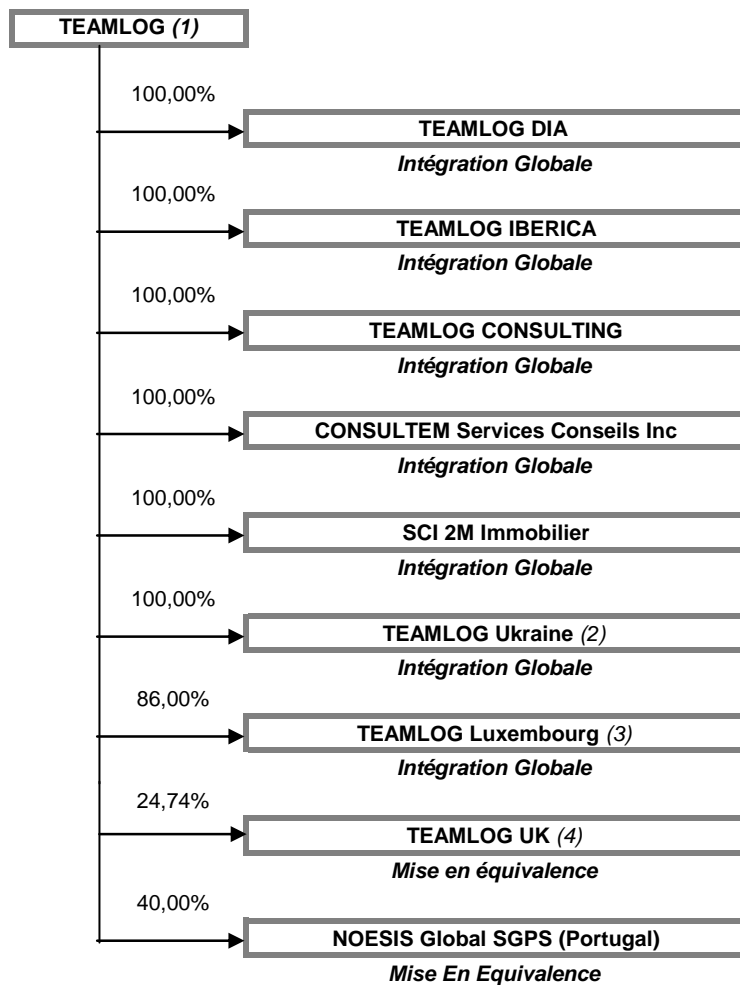 TEAMLOG (1)
100,00%
TEAMLOG DIA
Intégration Globale
100,00%
TEAMLOG IBERICA
Intégration Globale
100,00%
TEAMLOG CONSULTING
Intégration Globale
100,00%
CONSULTEM Services Conseils Inc
Intégration Globale
100,00%
SCI 2M Immobilier
Intégration Globale
100,00%
TEAMLOG Ukraine (2)
Intégration Globale
86,00%
TEAMLOG Luxembourg (3)
Intégration Globale
24,74%
TEAMLOG UK (4)
Mise en équivalence
40,00%
NOESIS Global SGPS (Portugal)
Mise En Equivalence